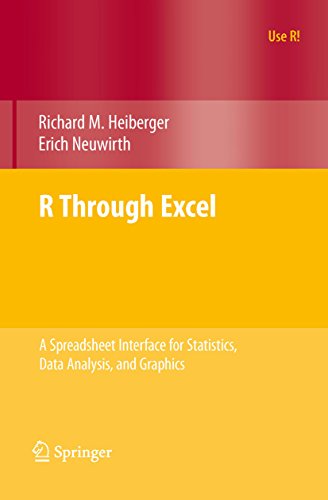 Use R!
Richard M. Heiberger
Erich Neuwirth
R Through Excel
A Spreadsheet Interface for Statistics,
Data Analysis, and Graphics
Springer